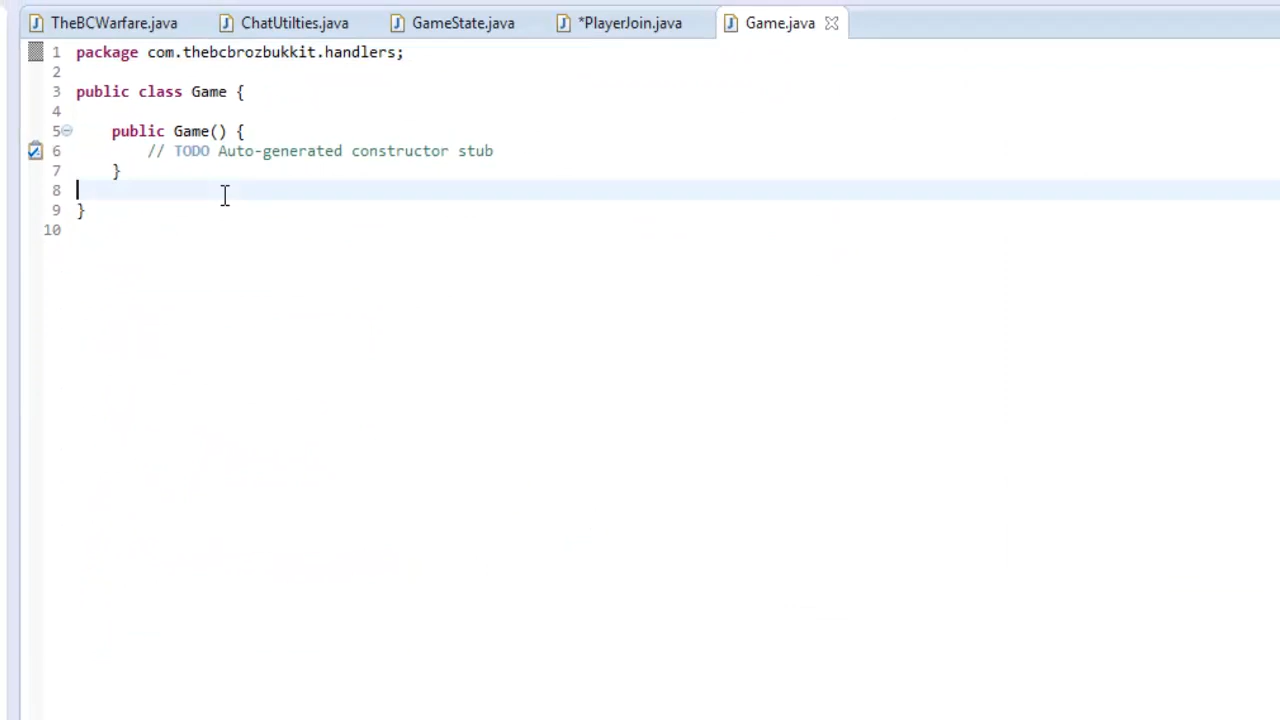 TheBCWarfare.java ChatUtilties.java GameState.java *PlayerJoin.java Game.java
1 package com.thebcbrozbukkit.handlers;
2
3 public class Game {
4
5 public Game() {
6 // TODO Auto-generated constructor stub
7 }
8
9 }
10